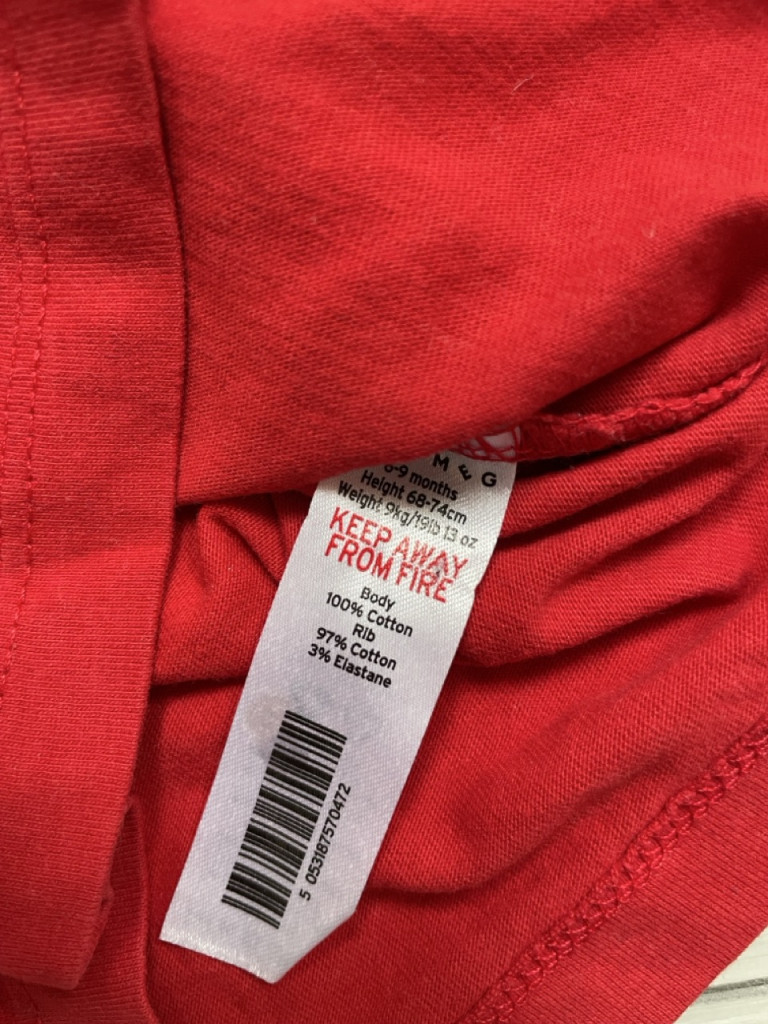 M E G
6-9 months
Height 68-74cm
Weight 9kg/19lb 13 oz
KEEP AWAY
FROM FIRE
Body
100% Cotton
Rib
97% Cotton
3% Elastane
5 053187570472